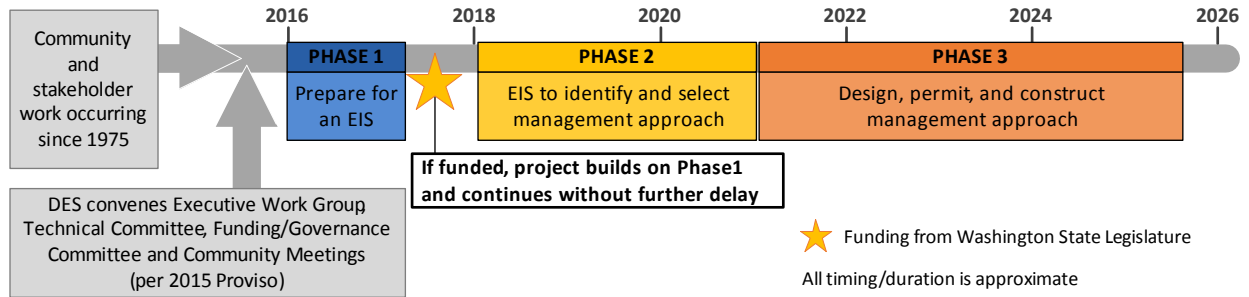 2016 2018 2020 2022 2024 2026
Community
and
stakeholder
work occurring
since 1975
PHASE 1
Prepare for
an EIS
PHASE 2
EIS to identify and select
management approach
PHASE 3
Design, permit, and construct
management approach
If funded, project builds on Phase1
and continues without further delay
DES convenes Executive Work Group,
Technical Committee, Funding/Governance
Committee and Community Meetings
(per 2015 Proviso)
Funding from Washington State Legislature
All timing/duration is approximate